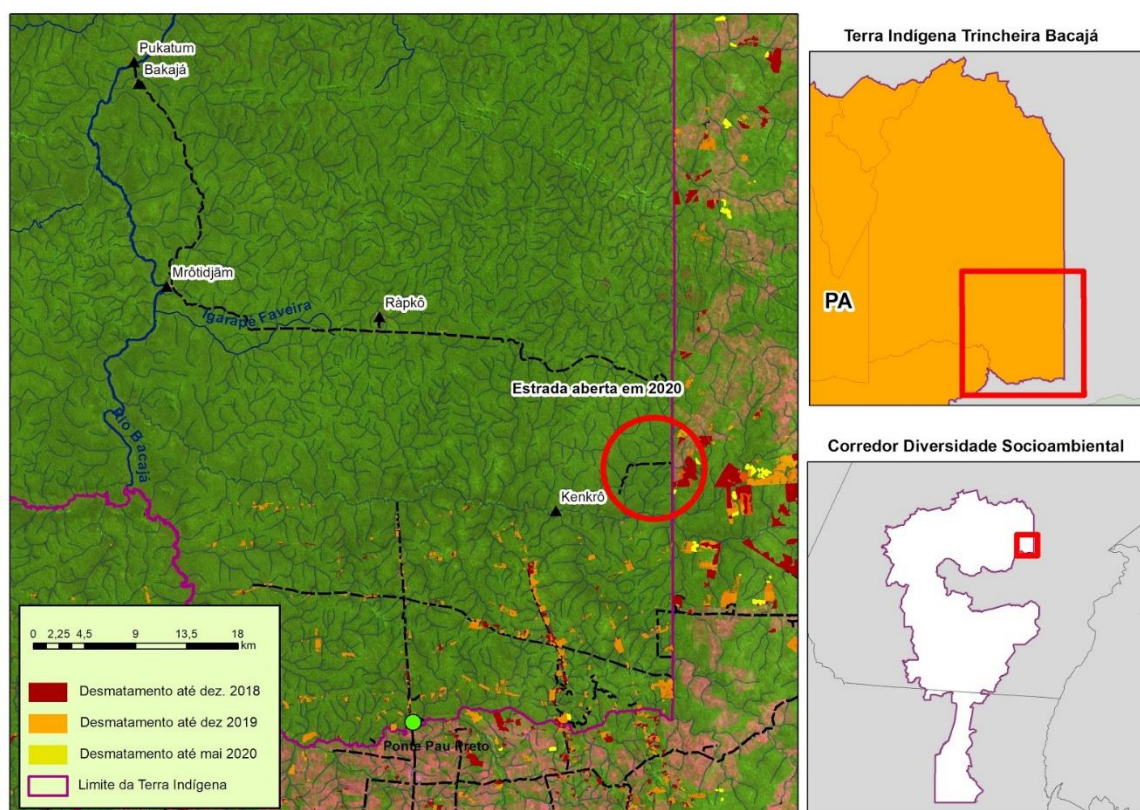 Pukatum
Bakajá
Mrôtidjãm
Igarapé Faveira
Ràpkô
Estrada aberta em 2020
Rio Bacajá
Kenkrô
Ponte Pau Preto
0 2,25 4,5 9 13,5 18
km
Desmatamento até dez. 2018
Desmatamento até dez 2019
Desmatamento até mai 2020
Limite da Terra Indígena
Terra Indígena Trincheira Bacajá
PA
Corredor Diversidade Socioambiental